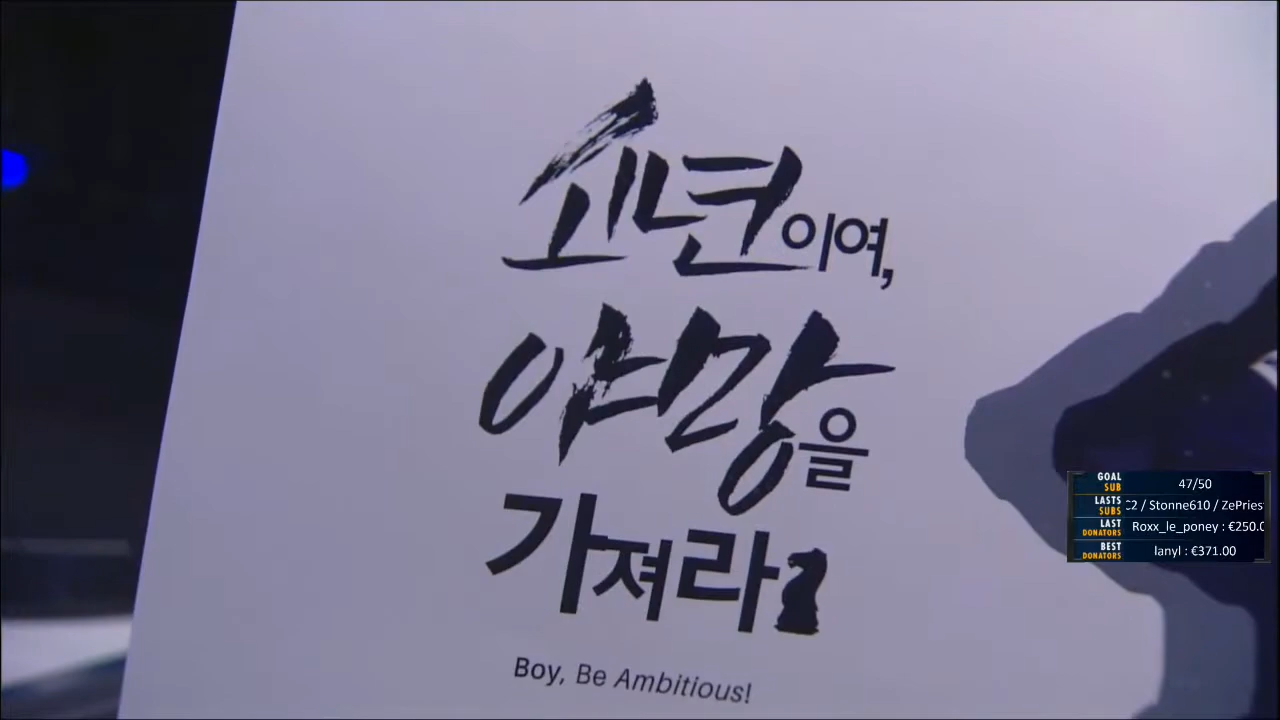 소년이여,
야망을
가져라
Boy, Be Ambitious!
GOAL SUB 47/50
LASTS SUBS C2 / Stonne610 / ZePries
LAST DONATORS Roxx_le_poney : €250.0
BEST DONATORS lanyl : €371.00